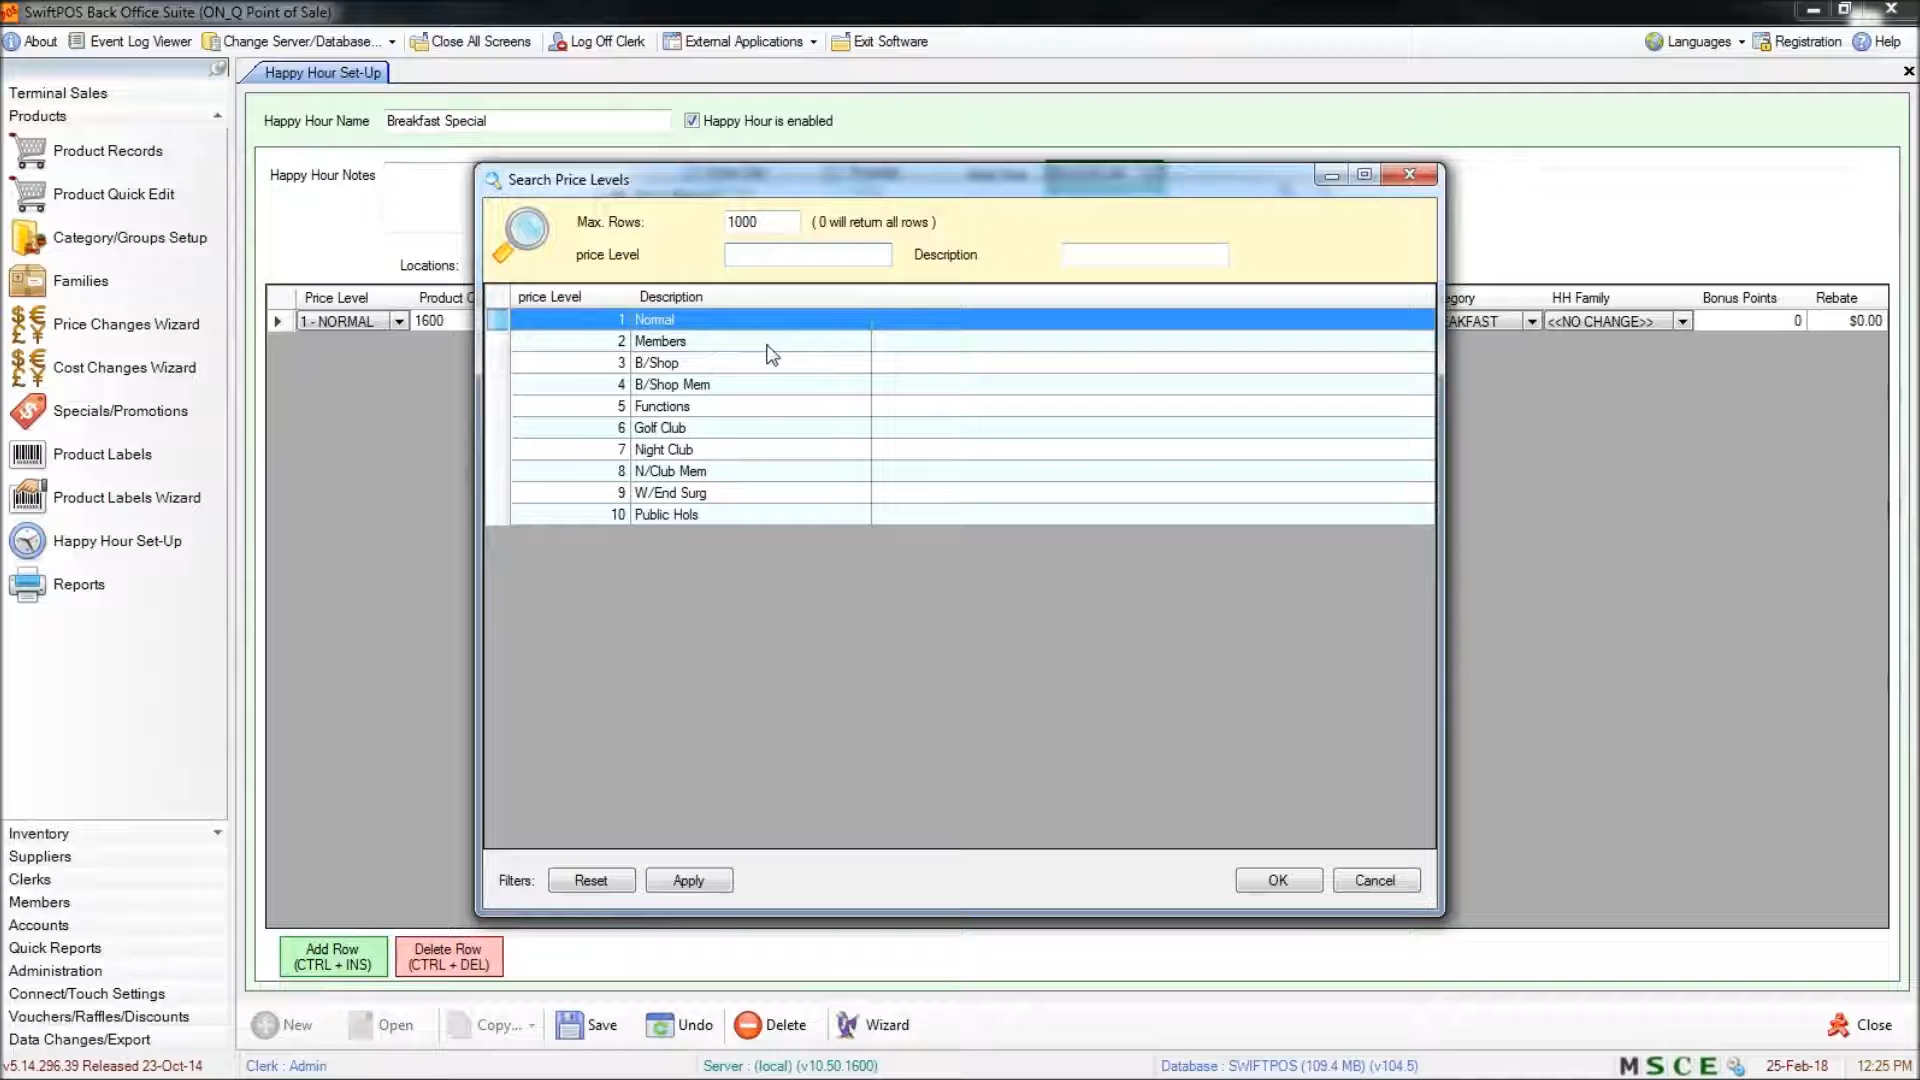 SwiftPOS Back Office Suite (ON_Q Point of Sale)
About Event Log Viewer Change Server/Database... Close All Screens Log Off Clerk External Applications Exit Software Languages Registration Help
Happy Hour Set-Up
Terminal Sales
Products
Product Records
Product Quick Edit
Category/Groups Setup
Families
Price Changes Wizard
Cost Changes Wizard
Specials/Promotions
Product Labels
Product Labels Wizard
Happy Hour Set-Up
Reports
Inventory
Suppliers
Clerks
Members
Accounts
Quick Reports
Administration
Connect/Touch Settings
Vouchers/Raffles/Discounts
Data Changes/Export
Happy Hour Name Breakfast Special Happy Hour is enabled
Happy Hour Notes
Locations:
Price Level Product C
1 - NORMAL 1600
egory HH Family Bonus Points Rebate
AKFAST <<NO CHANGE>> 0 $0.00
Search Price Levels
Max. Rows: 1000 ( 0 will return all rows )
price Level Description
price Level Description
1 Normal
2 Members
3 B/Shop
4 B/Shop Mem
5 Functions
6 Golf Club
7 Night Club
8 N/Club Mem
9 W/End Surg
10 Public Hols
Filters: Reset Apply OK Cancel
Add Row
(CTRL + INS)
Delete Row
(CTRL + DEL)
New Open Copy... Save Undo Delete Wizard Close
v5.14.296.39 Released 23-Oct-14 Clerk : Admin Server : (local) (v10.50.1600) Database : SWIFTPOS (109.4 MB) (v104.5) M S C E 25-Feb-18 12:25 PM